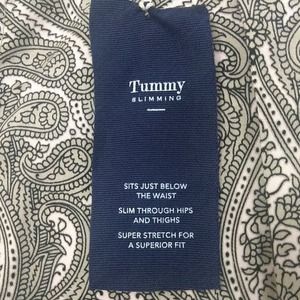 Tummy
SLIMMING
SITS JUST BELOW
THE WAIST
SLIM THROUGH HIPS
AND THIGHS
SUPER STRETCH FOR
A SUPERIOR FIT